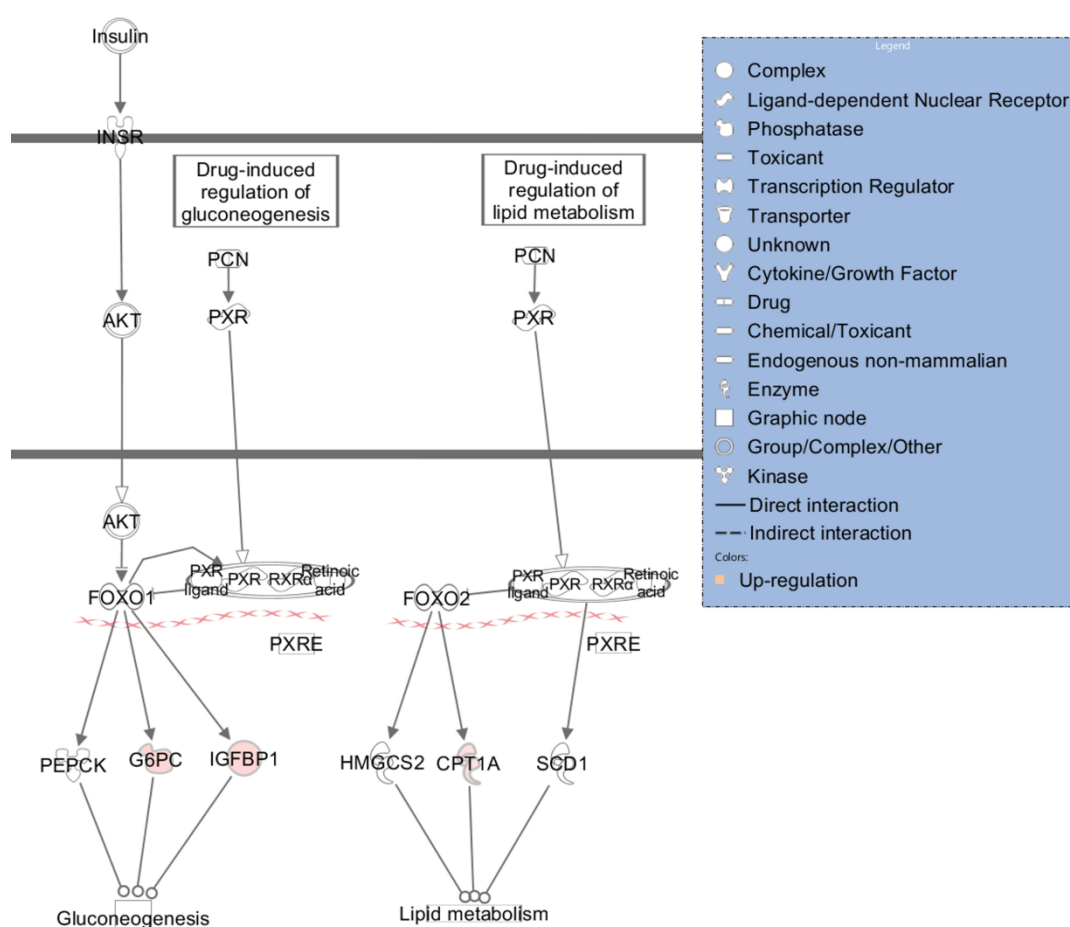 Insulin
INSR
Drug-induced
regulation of
gluconeogenesis
Drug-induced
regulation of
lipid metabolism
PCN
PCN
AKT
PXR
PXR
AKT
FOXO1
PXR
ligand
PXR
RXRα
Retinoic
acid
FOXO2
PXR
ligand
PXR
RXRα
Retinoic
acid
PXRE
PXRE
PEPCK
G6PC
IGFBP1
HMGCS2
CPT1A
SCD1
Gluconeogenesis
Lipid metabolism
Legend
Complex
Ligand-dependent Nuclear Receptor
Phosphatase
Toxicant
Transcription Regulator
Transporter
Unknown
Cytokine/Growth Factor
Drug
Chemical/Toxicant
Endogenous non-mammalian
Enzyme
Graphic node
Group/Complex/Other
Kinase
Direct interaction
Indirect interaction
Colors:
Up-regulation